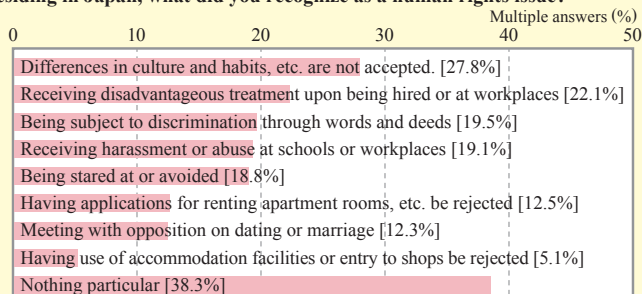 siding in Japan, what did you recognize as a human rights issue?
Multiple answers (%)
0 10 20 30 40 50
Differences in culture and habits, etc. are not accepted. [27.8%]
Receiving disadvantageous treatment upon being hired or at workplaces [22.1%]
Being subject to discrimination through words and deeds [19.5%]
Receiving harassment or abuse at schools or workplaces [19.1%]
Being stared at or avoided [18.8%]
Having applications for renting apartment rooms, etc. be rejected [12.5%]
Meeting with opposition on dating or marriage [12.3%]
Having use of accommodation facilities or entry to shops be rejected [5.1%]
Nothing particular [38.3%]